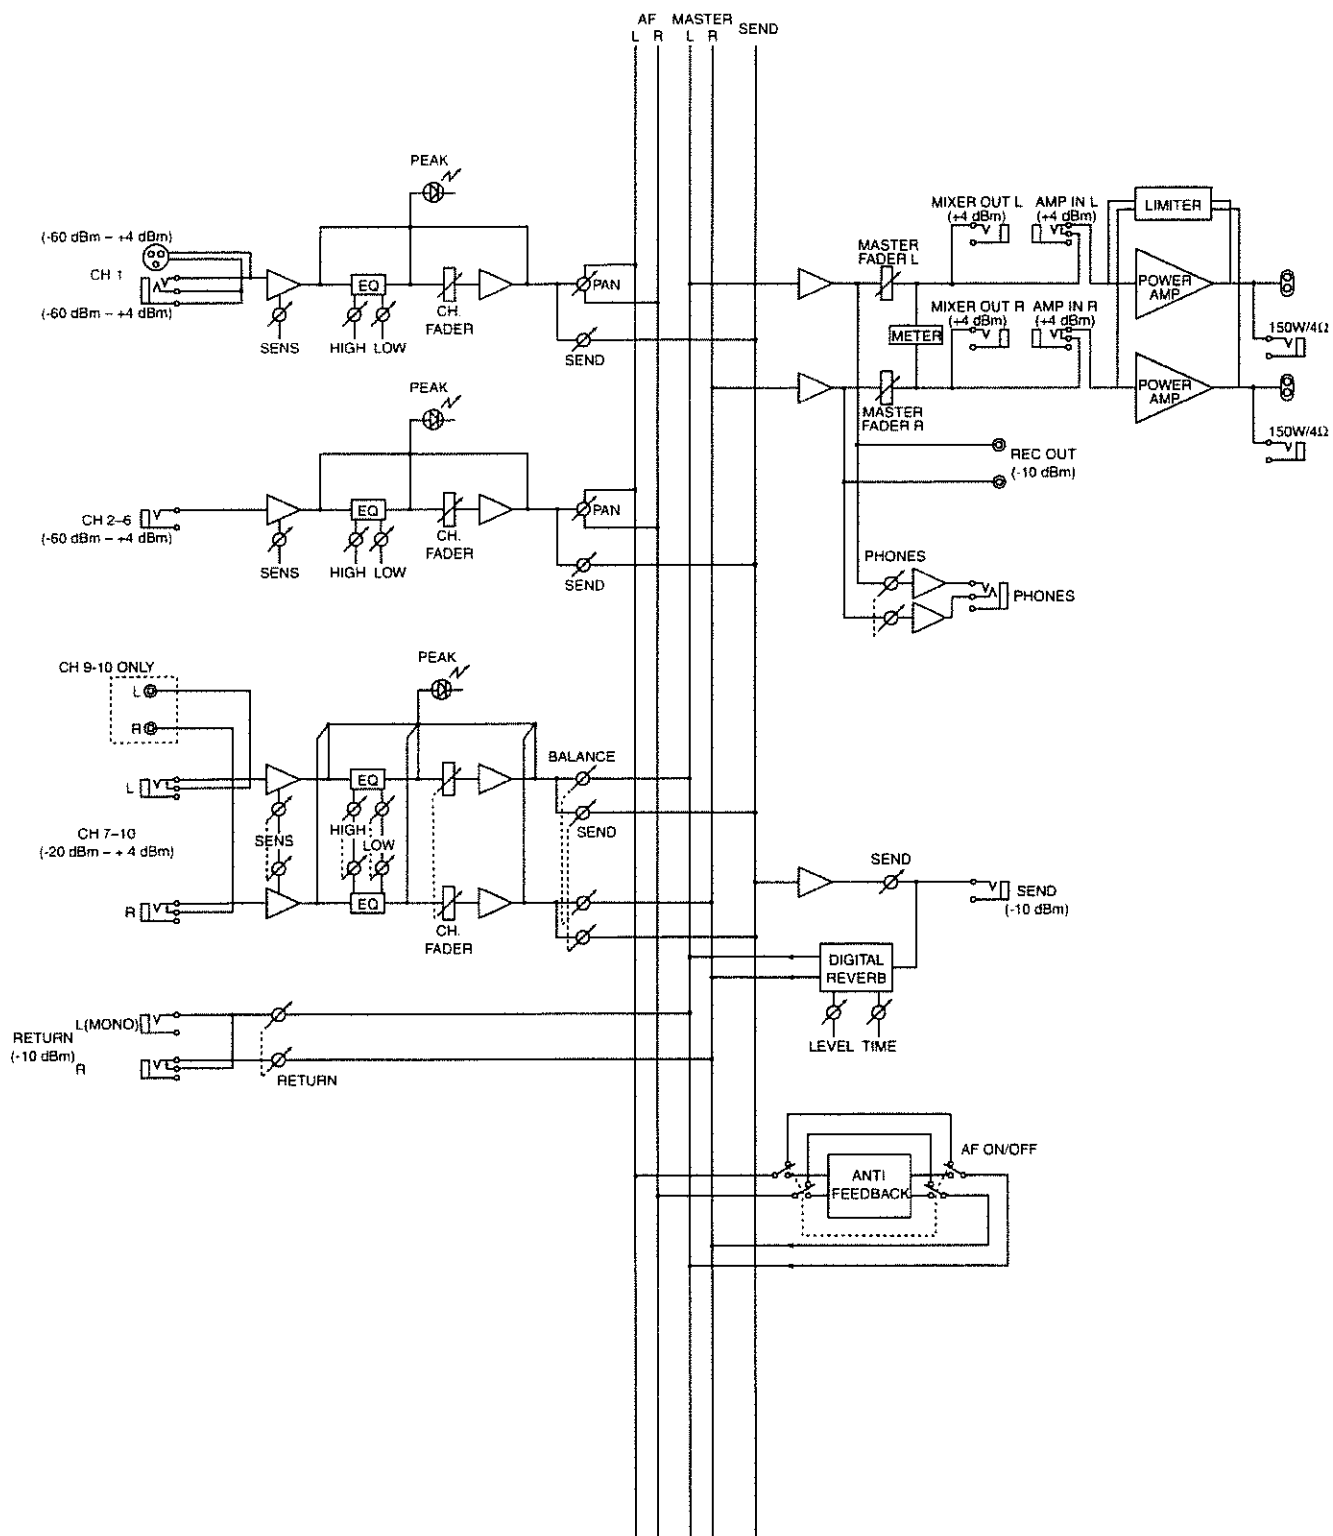 AF MASTER SEND
L R L R
PEAK
(-60 dBm – +4 dBm)
CH 1
(-60 dBm – +4 dBm)
EQ
CH.
FADER
SENS
HIGH LOW
PAN
SEND
PEAK
CH 2–6
(-60 dBm – +4 dBm)
EQ
CH.
FADER
SENS
HIGH LOW
PAN
SEND
CH 9-10 ONLY
L
R
PEAK
L
EQ
BALANCE
SEND
CH 7–10
(-20 dBm – + 4 dBm)
SENS
HIGH
LOW
R
EQ
CH.
FADER
L(MONO)
RETURN
(-10 dBm)
R
RETURN
MIXER OUT L
(+4 dBm)
AMP IN L
(+4 dBm)
LIMITER
MASTER
FADER L
POWER
AMP
MIXER OUT R
(+4 dBm)
AMP IN R
(+4 dBm)
METER
150W/4Ω
MASTER
FADER R
POWER
AMP
150W/4Ω
REC OUT
(-10 dBm)
PHONES
PHONES
SEND
SEND
(-10 dBm)
DIGITAL
REVERB
LEVEL TIME
AF ON/OFF
ANTI
FEEDBACK